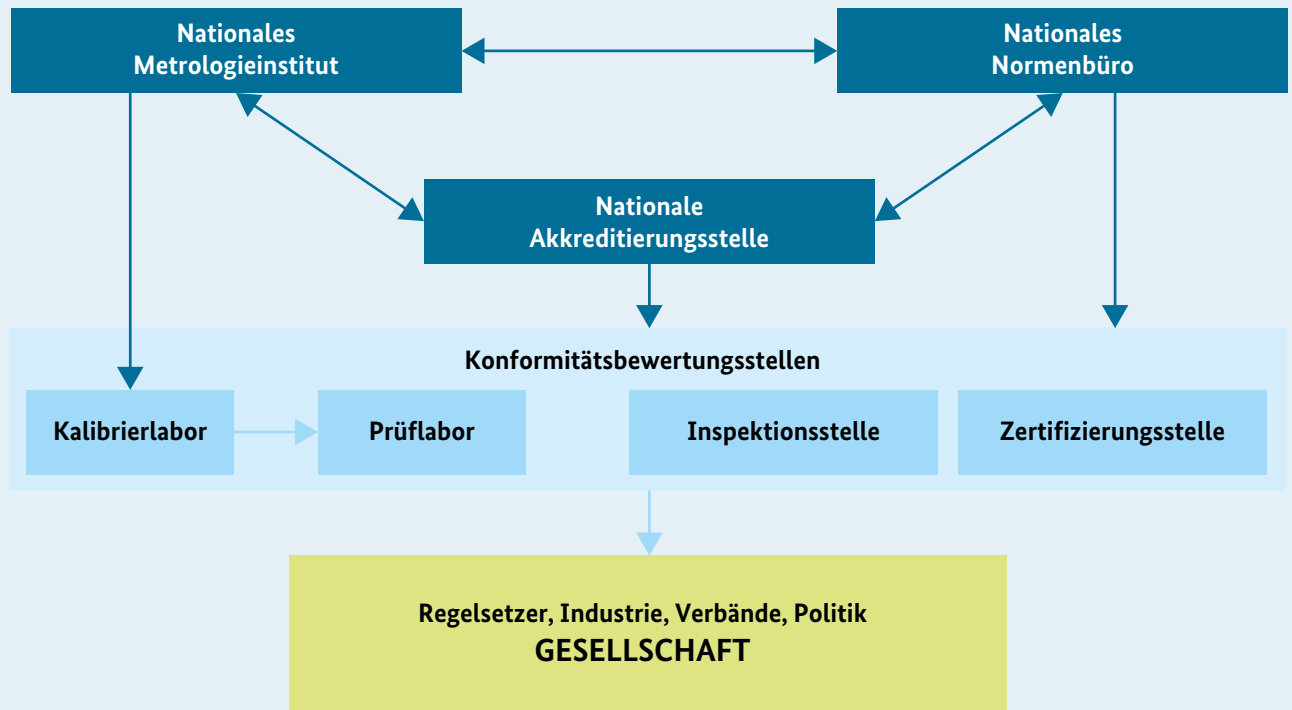 Nationales
Metrologieinstitut
Nationales
Normenbüro
Nationale
Akkreditierungsstelle
Konformitätsbewertungsstellen
Kalibrierlabor
Prüflabor
Inspektionsstelle
Zertifizierungsstelle
Regelsetzer, Industrie, Verbände, Politik
GESELLSCHAFT